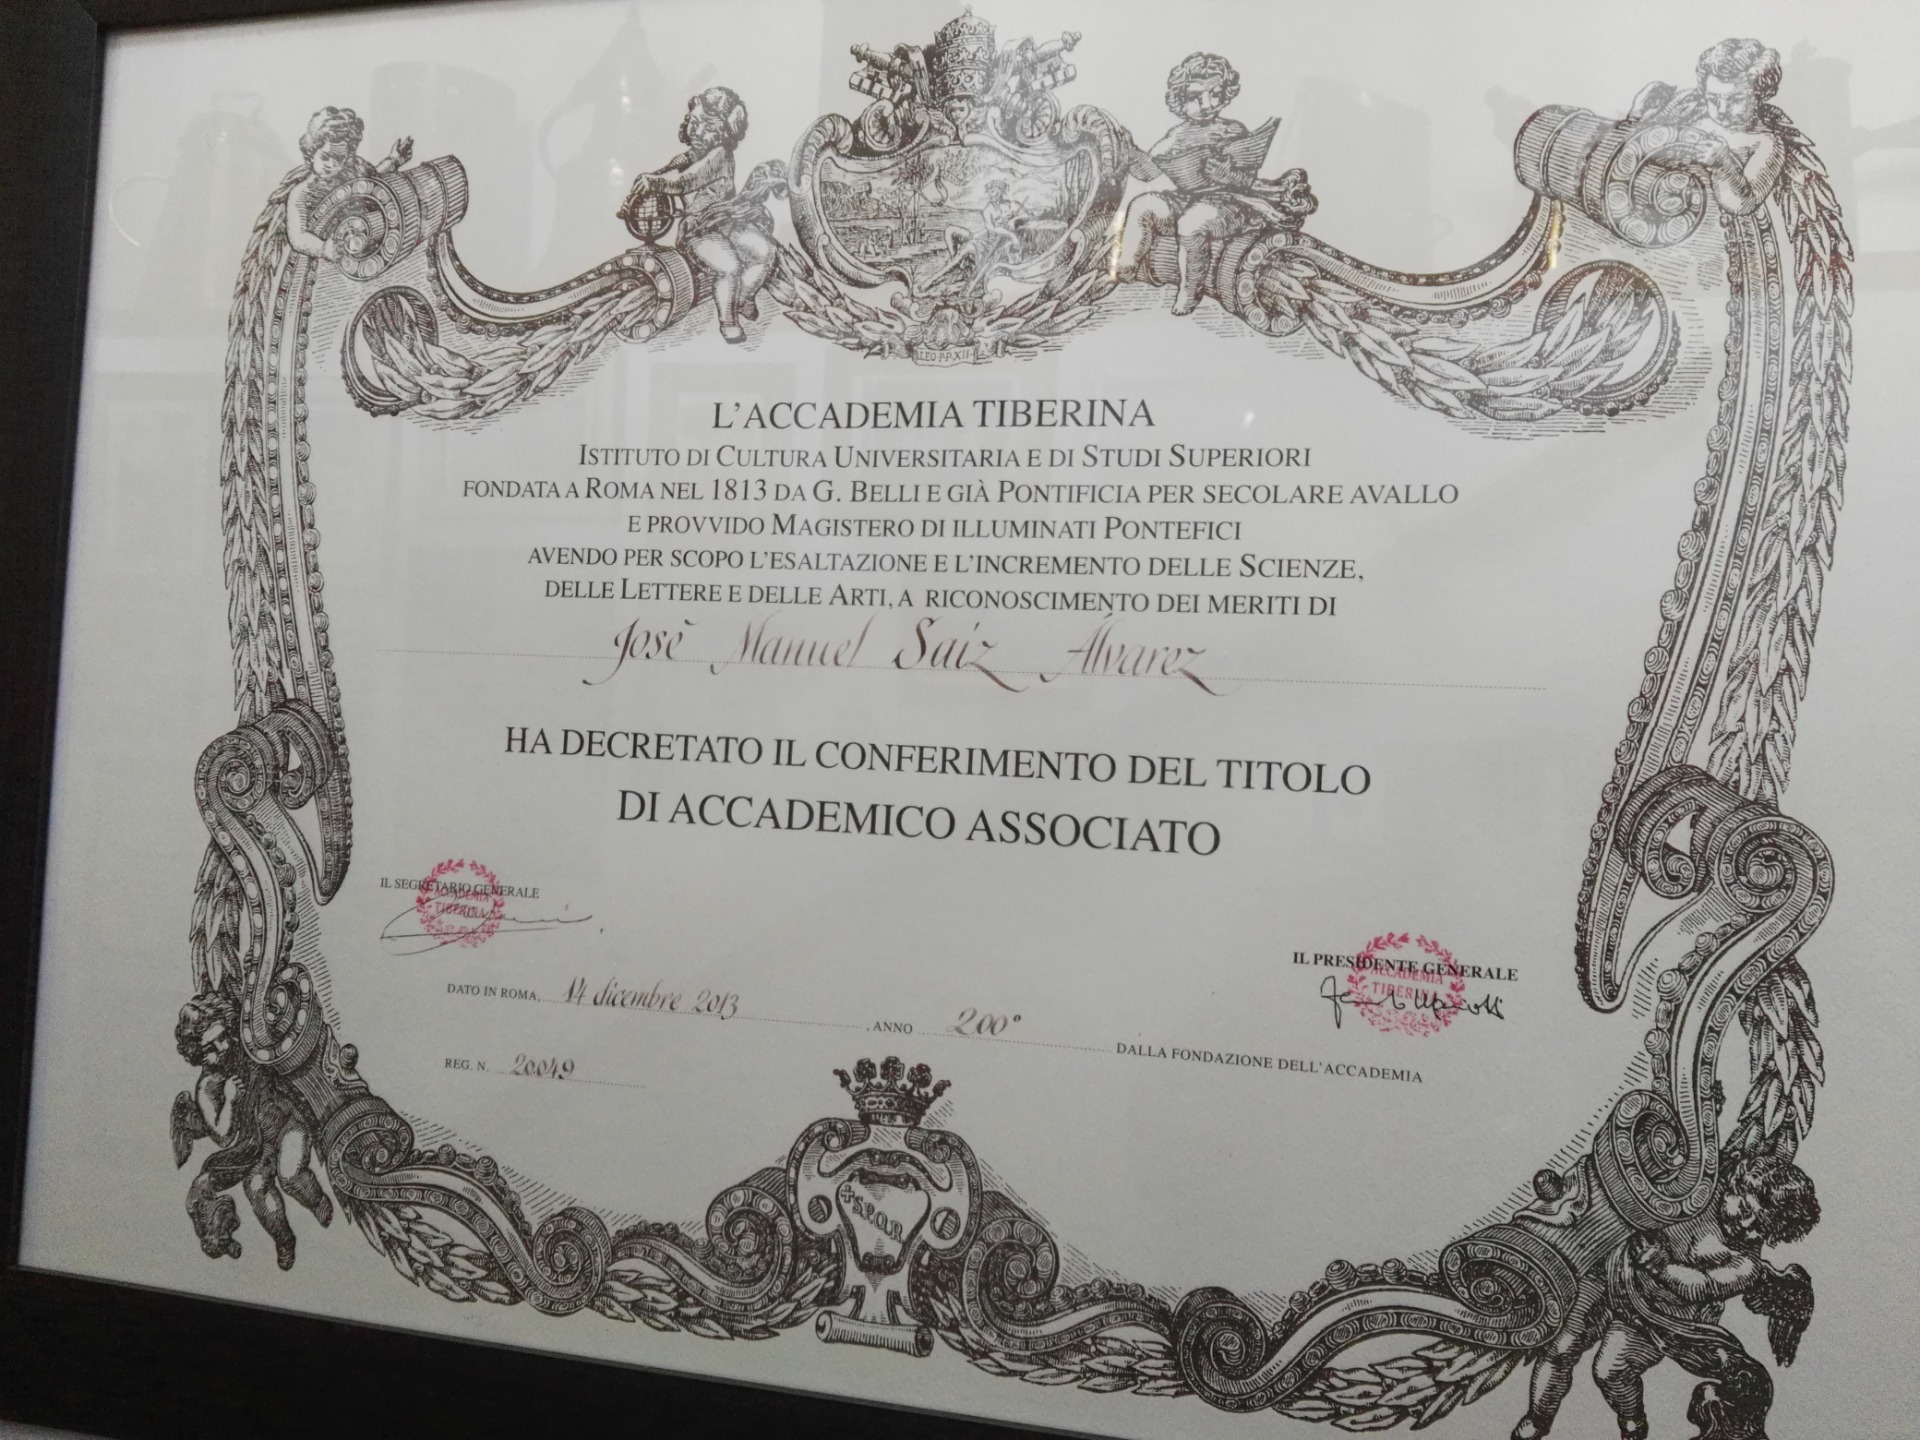 LEO·P·P·XII·
L'ACCADEMIA TIBERINA
ISTITUTO DI CULTURA UNIVERSITARIA E DI STUDI SUPERIORI
FONDATA A ROMA NEL 1813 DA G. BELLI E GIÀ PONTIFICIA PER SECOLARE AVALLO
E PROVVIDO MAGISTERO DI ILLUMINATI PONTEFICI
AVENDO PER SCOPO L'ESALTAZIONE E L'INCREMENTO DELLE SCIENZE,
DELLE LETTERE E DELLE ARTI, A RICONOSCIMENTO DEI MERITI DI
Josè Manuel Saiz Álvarez
HA DECRETATO IL CONFERIMENTO DEL TITOLO
DI ACCADEMICO ASSOCIATO
IL SEGRETARIO GENERALE
ACCADEMIA
TIBERINA
IL PRESIDENTE GENERALE
ACCADEMIA
TIBERINA
DATO IN ROMA, 14 dicembre 2013, ANNO 200° DALLA FONDAZIONE DELL'ACCADEMIA
REG. N. 20049
S.P.Q.R